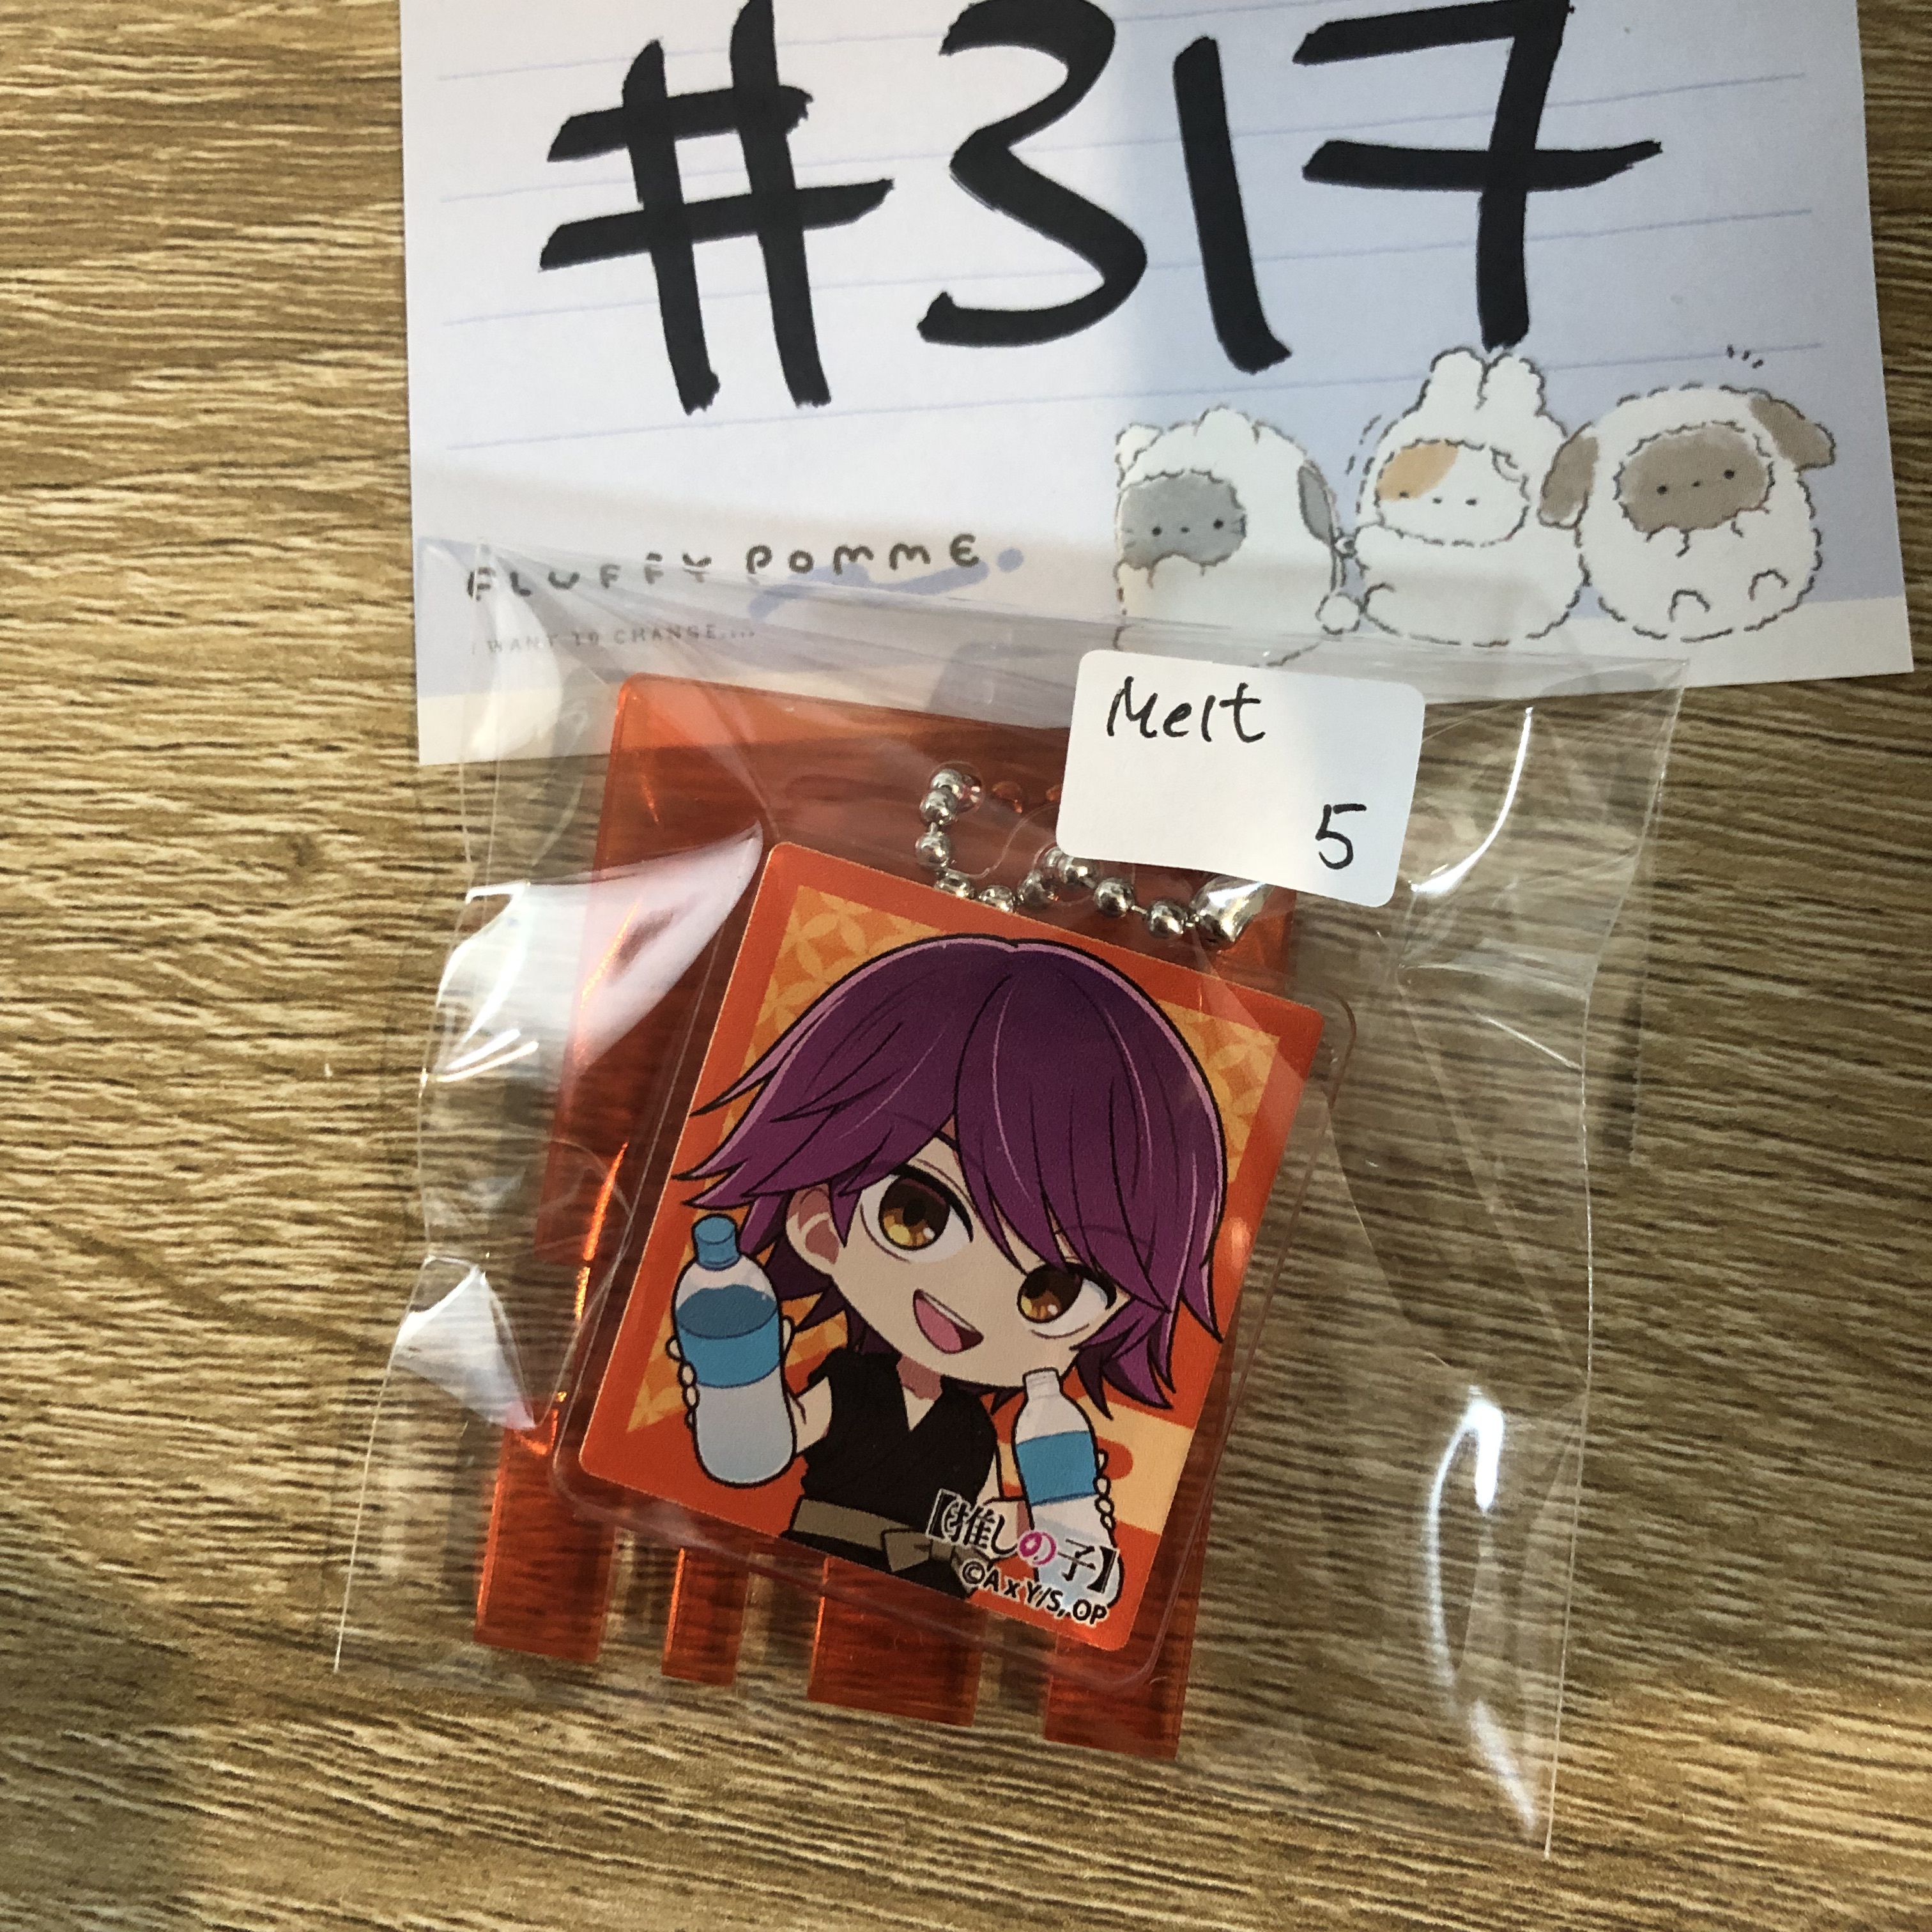 #317
FLUFFY POMME
I WANT TO CHANGE....
Melt
5
【推しの子】
©A x Y/S, OP